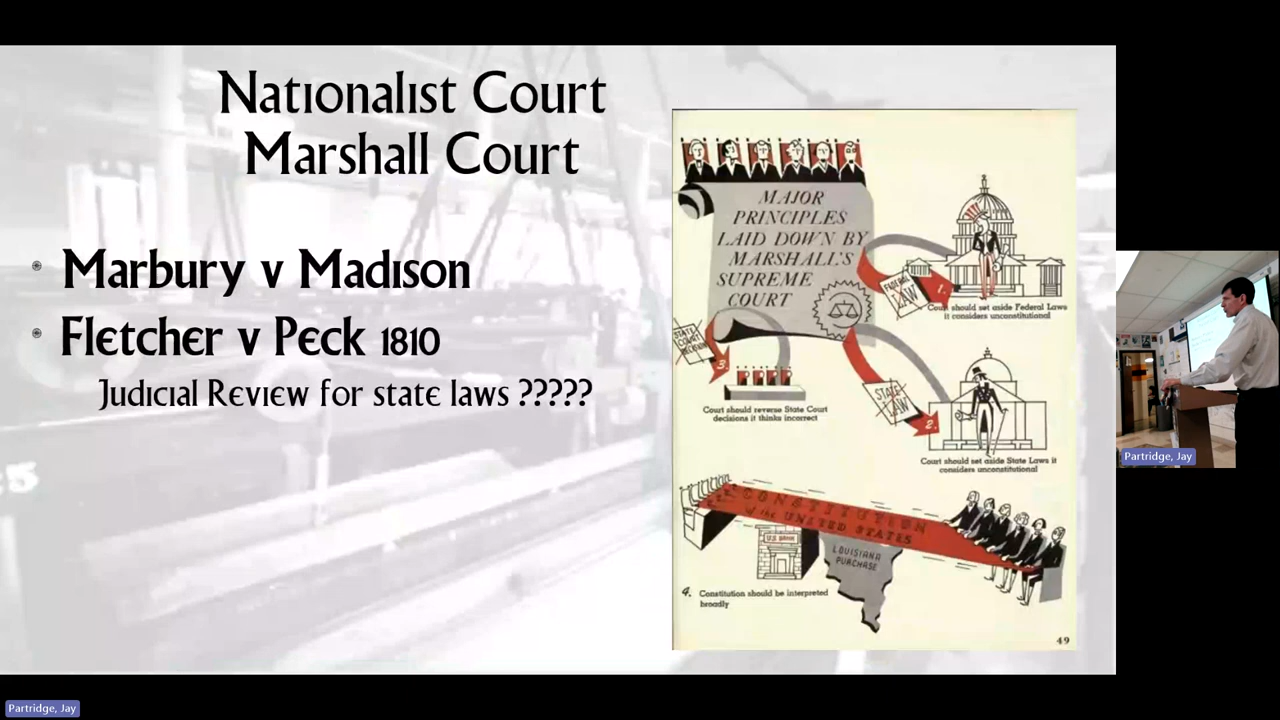 Nationalist Court
Marshall Court
Marbury v Madison
Fletcher v Peck 1810
Judicial Review for state laws ?????
MAJOR
PRINCIPLES
LAID DOWN BY
MARSHALL'S
SUPREME
COURT
FEDERAL
LAW
1.
Court should set aside Federal Laws
it considers unconstitutional
STATE
COURT
DECISION
3.
Court should reverse State Court
decisions it thinks incorrect
STATE
LAW
2.
Court should set aside State Laws it
considers unconstitutional
CONSTITUTION
of the UNITED STATES
U.S. BANK
LOUISIANA
PURCHASE
4. Constitution should be interpreted
broadly
49
Partridge, Jay
Partridge, Jay